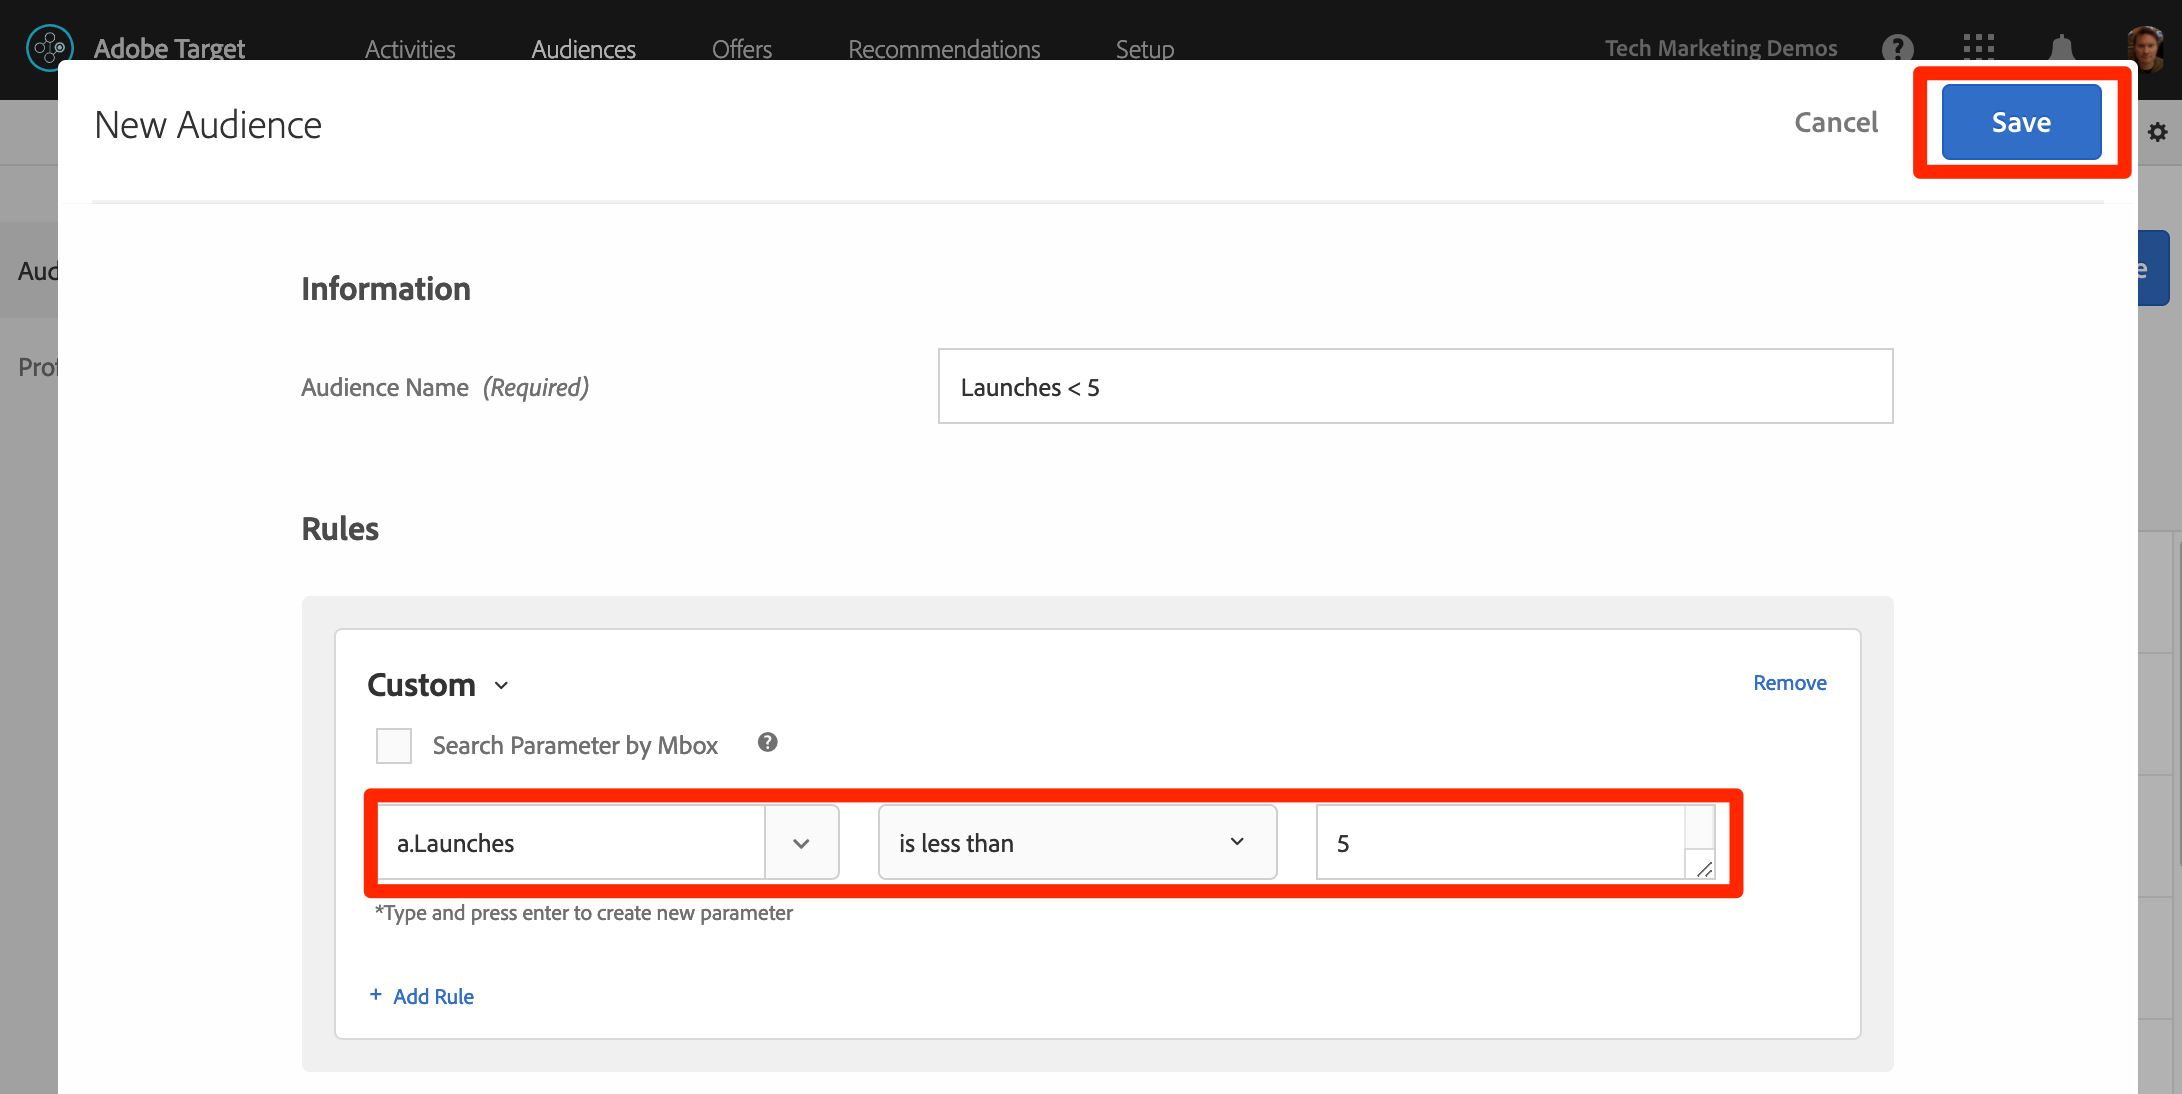 Adobe Target Activities Audiences Offers Recommendations Setup Tech Marketing Demos
New Audience Cancel Save
Information
Audience Name (Required) Launches < 5
Rules
Custom Remove
Search Parameter by Mbox
a.Launches is less than 5
*Type and press enter to create new parameter
+ Add Rule